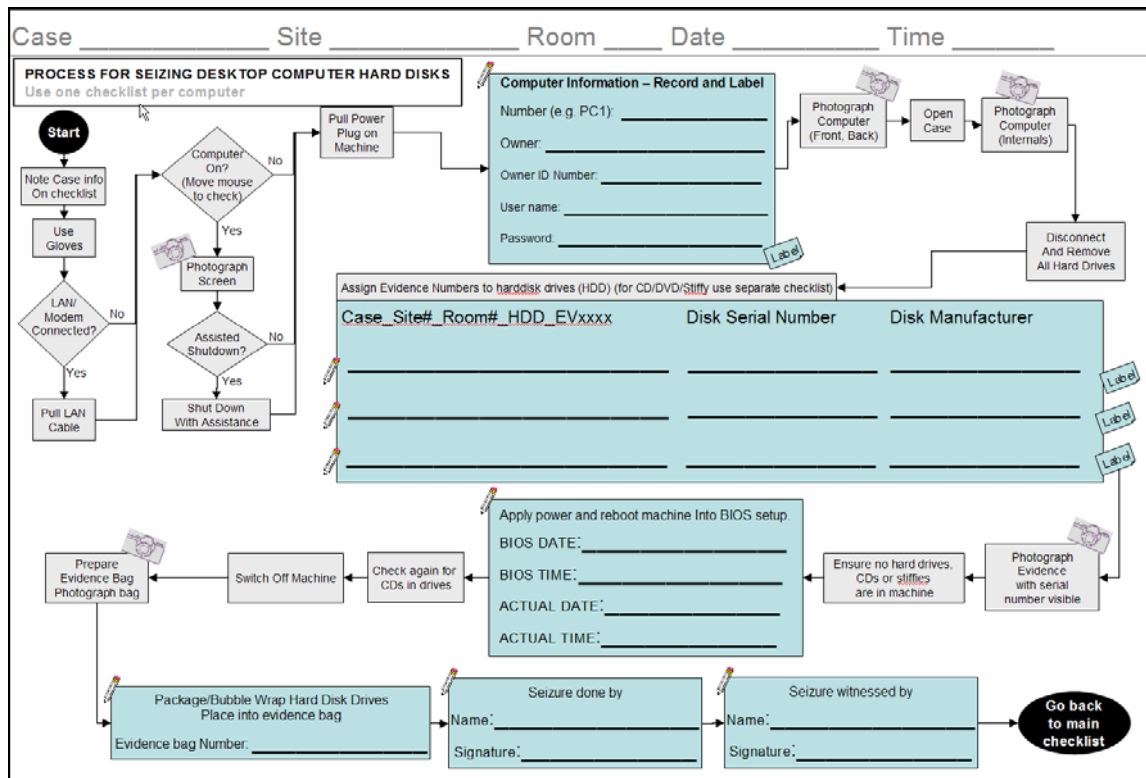 Case ______________ Site ______________ Room ____ Date ___________ Time _______
PROCESS FOR SEIZING DESKTOP COMPUTER HARD DISKS
Use one checklist per computer
Start
Note Case info
On checklist
Use
Gloves
LAN/
Modem
Connected?
No
Yes
Pull LAN
Cable
Computer
On?
(Move mouse
to check)
No
Yes
Photograph
Screen
Assisted
Shutdown?
No
Yes
Shut Down
With Assistance
Pull Power
Plug on
Machine
Computer Information – Record and Label
Number (e.g. PC1):
Owner:
Owner ID Number:
User name:
Password:
Label
Photograph
Computer
(Front, Back)
Open
Case
Photograph
Computer
(Internals)
Disconnect
And Remove
All Hard Drives
Assign Evidence Numbers to harddisk drives (HDD) (for CD/DVD/Stiffy use separate checklist)
Case_Site#_Room#_HDD_EVxxxx Disk Serial Number Disk Manufacturer
Label
Label
Label
Photograph
Evidence
with serial
number visible
Ensure no hard drives,
CDs or stiffies
are in machine
Apply power and reboot machine Into BIOS setup.
BIOS DATE:
BIOS TIME:
ACTUAL DATE:
ACTUAL TIME:
Check again for
CDs in drives
Switch Off Machine
Prepare
Evidence Bag
Photograph bag
Package/Bubble Wrap Hard Disk Drives
Place into evidence bag
Evidence bag Number:
Seizure done by
Name:
Signature:
Seizure witnessed by
Name:
Signature:
Go back
to main
checklist